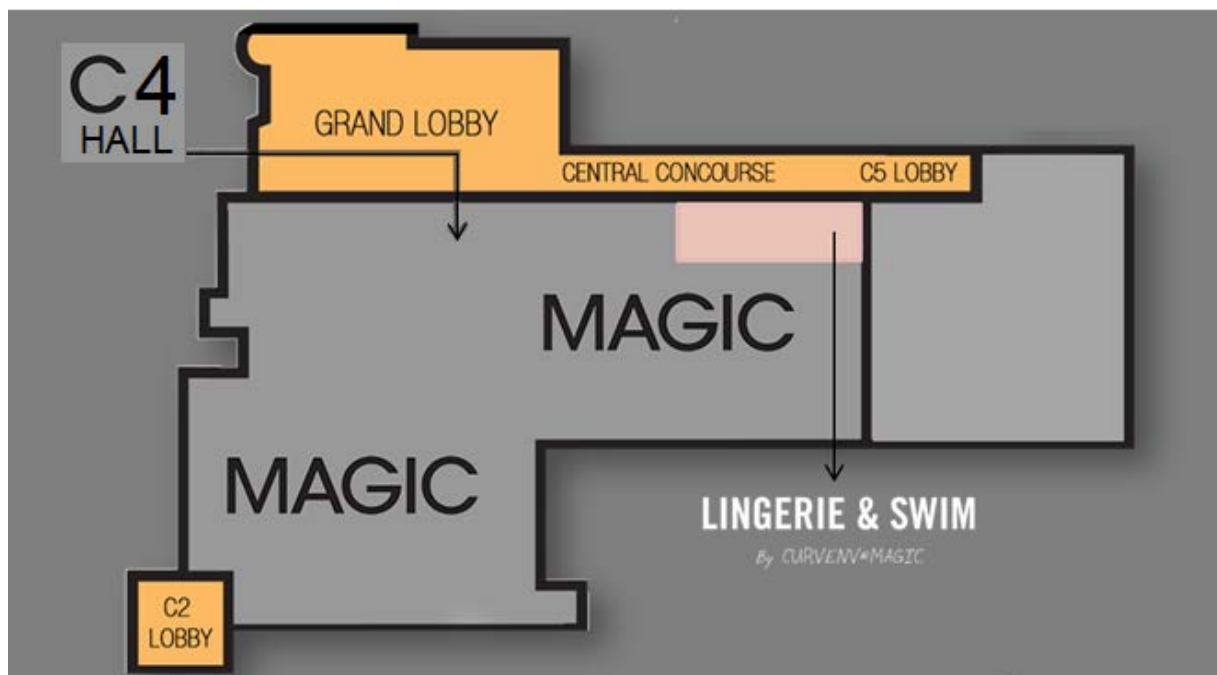 C4
HALL
GRAND LOBBY
CENTRAL CONCOURSE
C5 LOBBY
MAGIC
MAGIC
LINGERIE & SWIM
By CURVENV*MAGIC
C2
LOBBY